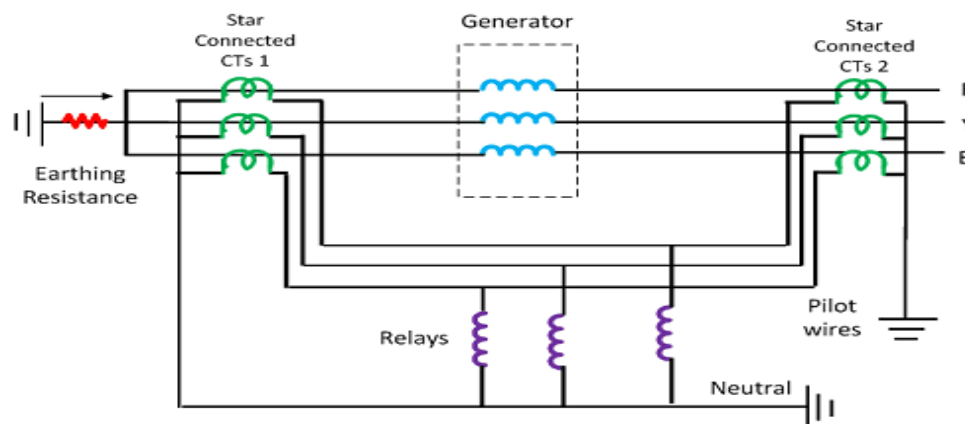 Star
Connected
CTs 1
Generator
Star
Connected
CTs 2
Earthing
Resistance
Relays
Pilot
wires
Neutral